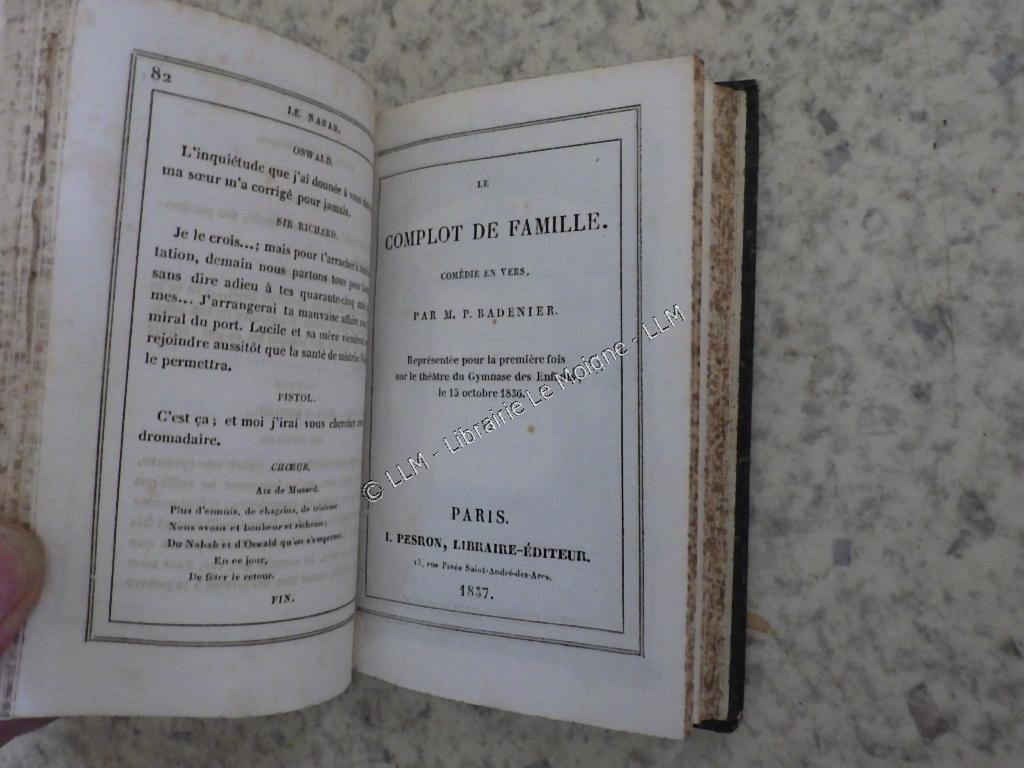 82
LE NABAB.
OSWALD.
L'inquiétude que j'ai donnée à
ma sœur m'a corrigé pour jamais.
SIR RICHARD.
Je le crois...; mais pour t'arracher à
tation, demain nous partons tous pour
sans dire adieu à tes quarante-cinq
mes... J'arrangerai ta mauvaise affaire
miral du port. Lucile et sa mère
rejoindre aussitôt que la santé de mistriss
le permettra.
PISTOL.
C'est ça; et moi j'irai vous chercher
dromadaire.
CHŒUR.
Air de Musard.
Plus d'ennuis, de chagrins, de tristesse
Nous avons et bonheur et richesse;
Du Nabab et d'Oswald qu'on s'empresse
En ce jour,
De fêter le retour.
FIN.
LE
COMPLOT DE FAMILLE.
COMÉDIE EN VERS,
PAR M. P. BADENIER.
Représentée pour la première fois
sur le théâtre du Gymnase des Enfants
le 15 octobre 1836.
PARIS.
I. PESRON, LIBRAIRE-ÉDITEUR.
13, rue Pavée Saint-André-des-Arcs.
1837.
© LLM - Librairie Le Moigne - LLM